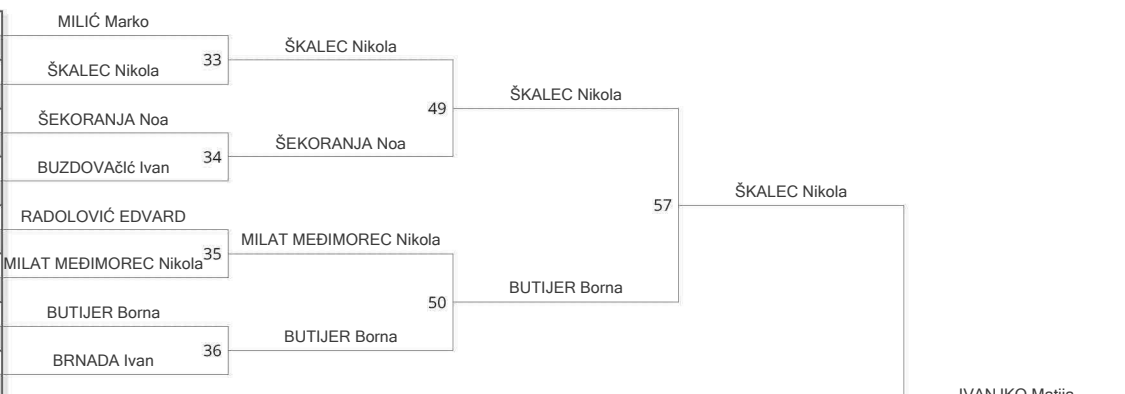 MILIĆ Marko
33
ŠKALEC Nikola
ŠKALEC Nikola
49
ŠKALEC Nikola
ŠEKORANJA Noa
34
ŠEKORANJA Noa
BUZDOVAčIć Ivan
57
ŠKALEC Nikola
RADOLOVIĆ EDVARD
35
MILAT MEĐIMOREC Nikola
MILAT MEĐIMOREC Nikola
50
BUTIJER Borna
BUTIJER Borna
36
BUTIJER Borna
BRNADA Ivan